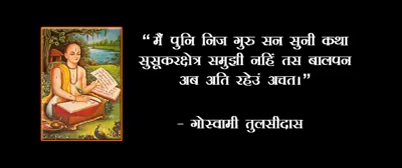 “ मैं पुनि निज गुरु सन सुनी कथा
सुसूकरक्षेत्र समुझी नहिं तस बालपन
अब अति रहेउं अचत।”
- गोस्वामी तुलसीदास